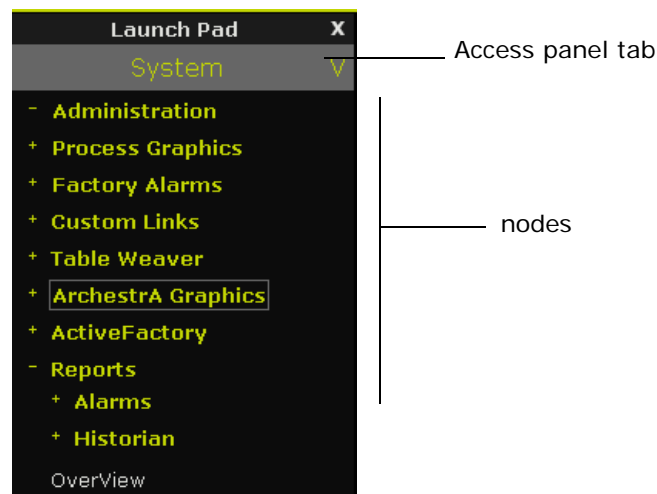 Launch Pad X
System V
Access panel tab
- Administration
+ Process Graphics
+ Factory Alarms
+ Custom Links
nodes
+ Table Weaver
+ ArchestrA Graphics
+ ActiveFactory
- Reports
+ Alarms
+ Historian
OverView